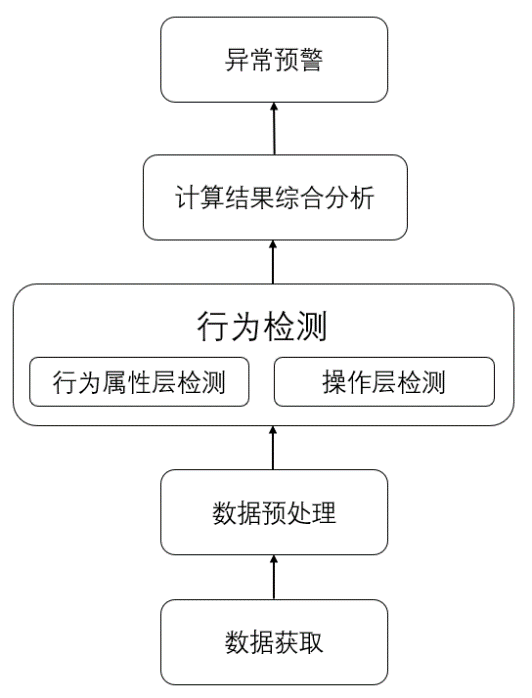 异常预警
计算结果综合分析
行为检测
行为属性层检测
操作层检测
数据预处理
数据获取